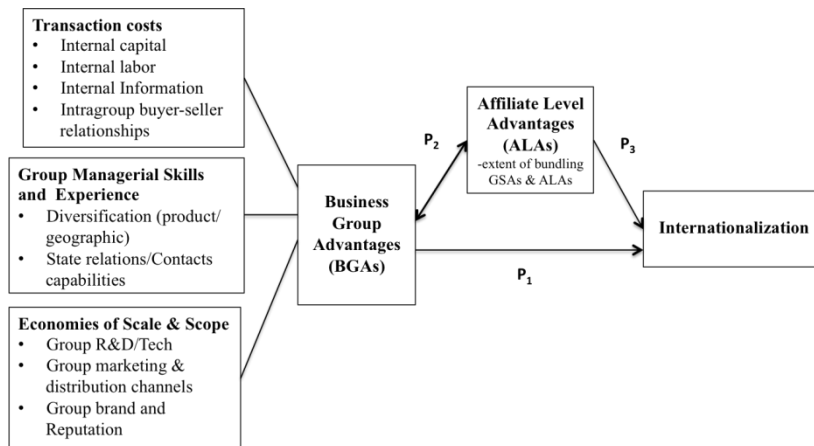 Transaction costs
• Internal capital
• Internal labor
• Internal Information
• Intragroup buyer-seller
relationships
Group Managerial Skills
and Experience
• Diversification (product/
geographic)
• State relations/Contacts
capabilities
Economies of Scale & Scope
• Group R&D/Tech
• Group marketing &
distribution channels
• Group brand and
Reputation
Business
Group
Advantages
(BGAs)
P2
Affiliate Level
Advantages
(ALAs)
-extent of bundling
GSAs & ALAs
P3
P1
Internationalization